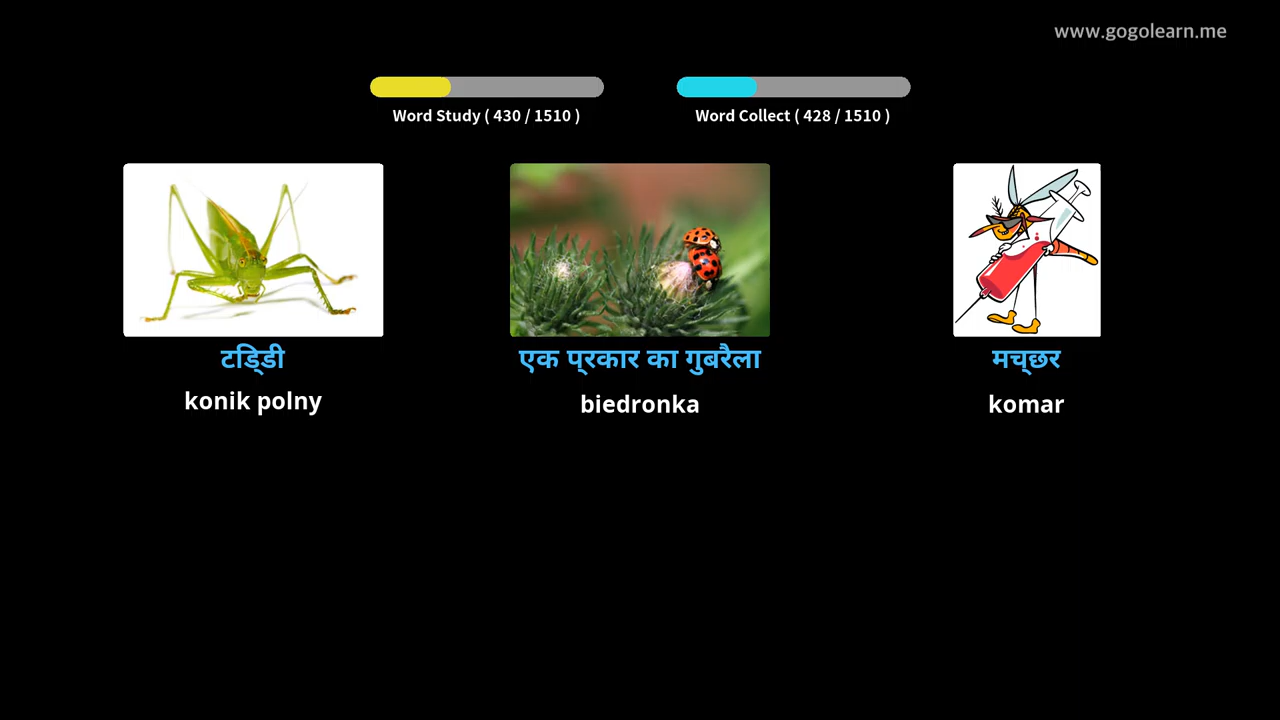 www.gogolearn.me
Word Study ( 430 / 1510 )
Word Collect ( 428 / 1510 )
टिड्डी
एक प्रकार का गुबरैला
मच्छर
konik polny
biedronka
komar